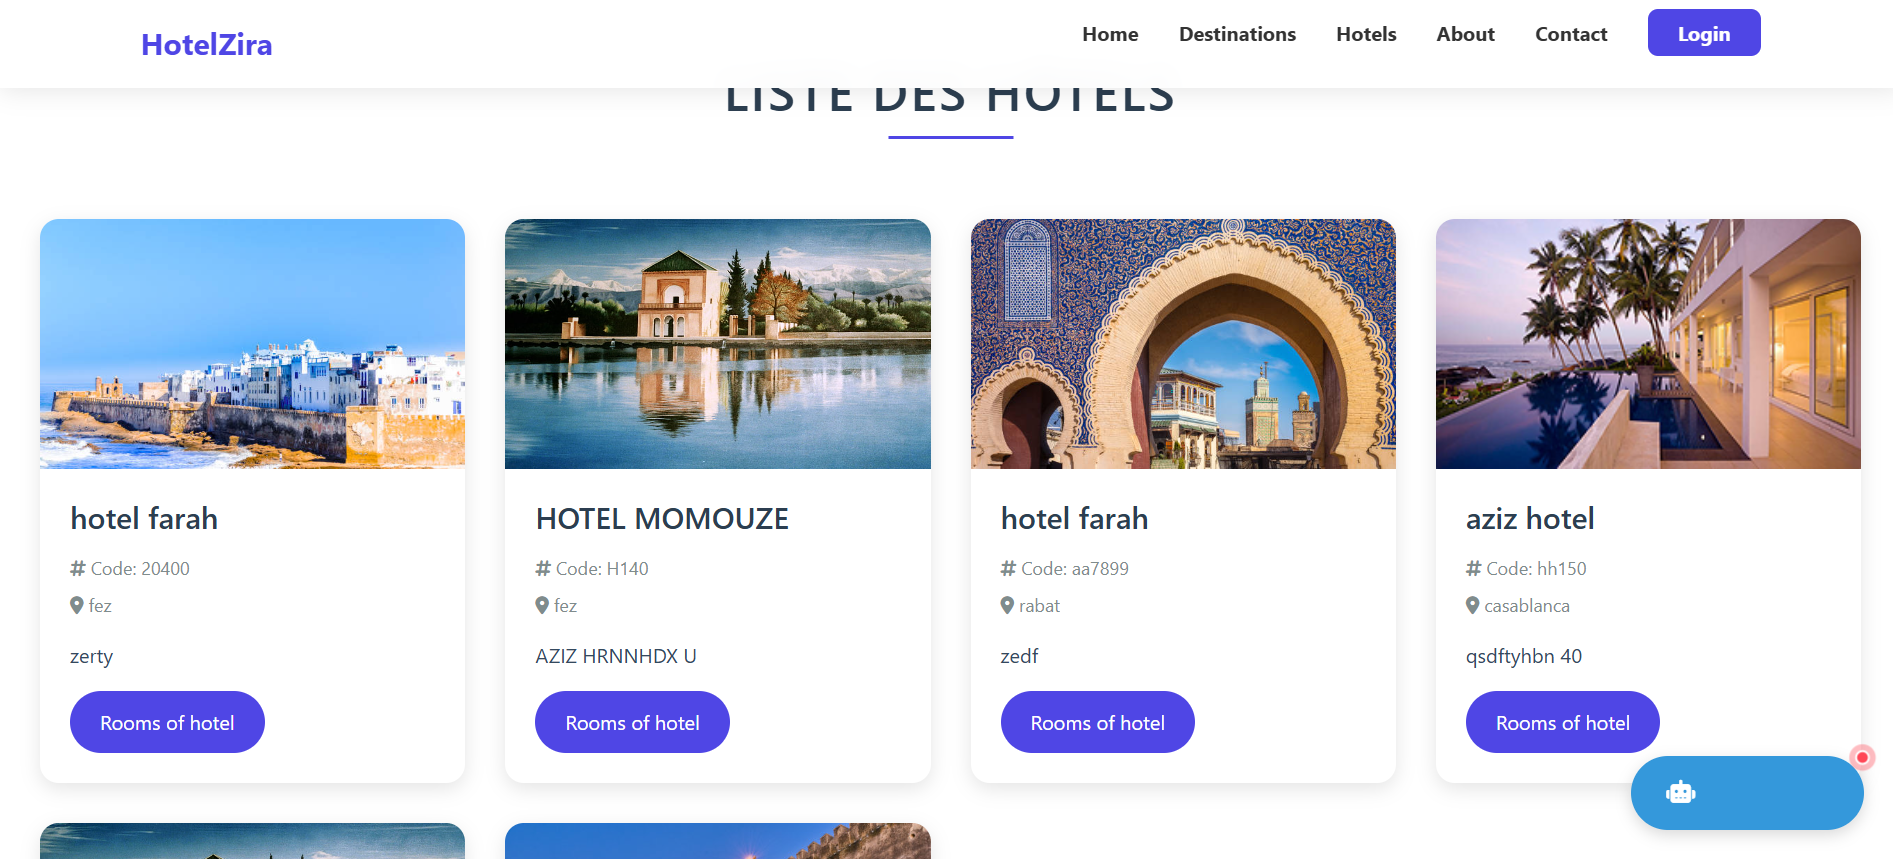 HotelZira
Home Destinations Hotels About Contact Login
LISTE DES HOTELS
hotel farah
# Code: 20400
fez
zerty
Rooms of hotel
HOTEL MOMOUZE
# Code: H140
fez
AZIZ HRNNHDX U
Rooms of hotel
hotel farah
# Code: aa7899
rabat
zedf
Rooms of hotel
aziz hotel
# Code: hh150
casablanca
qsdftyhbn 40
Rooms of hotel